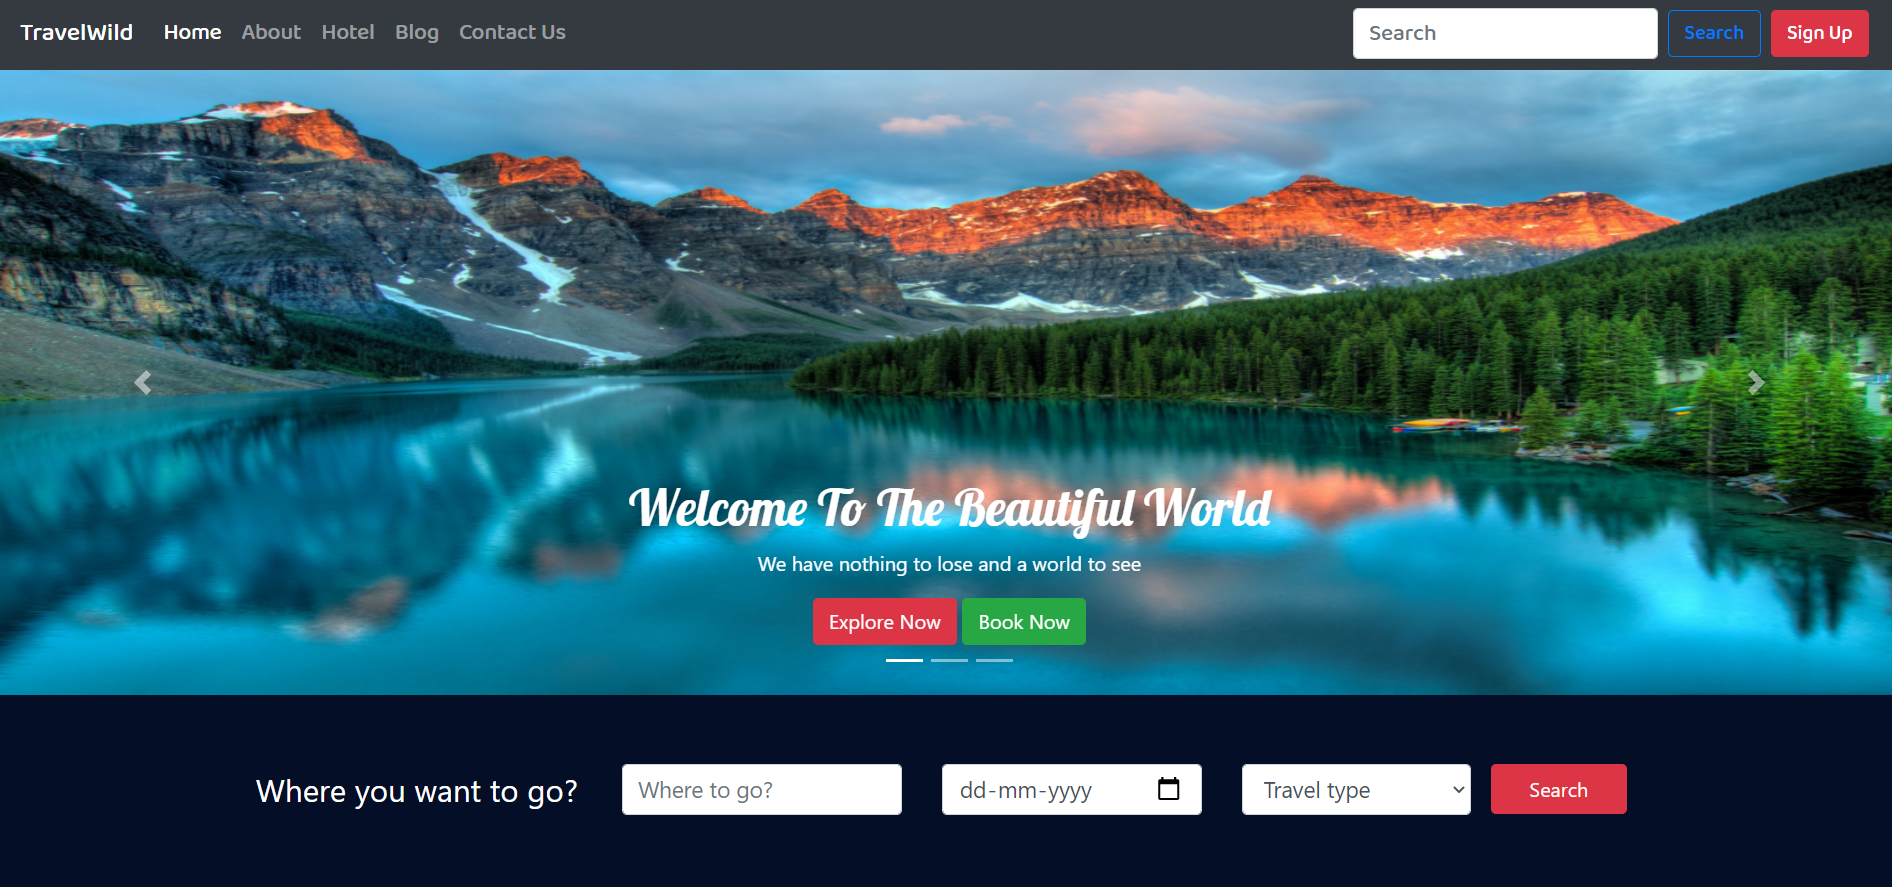 TravelWild Home About Hotel Blog Contact Us Search Search Sign Up
Welcome To The Beautiful World
We have nothing to lose and a world to see
Explore Now Book Now
Where you want to go? Where to go? dd-mm-yyyy Travel type Search